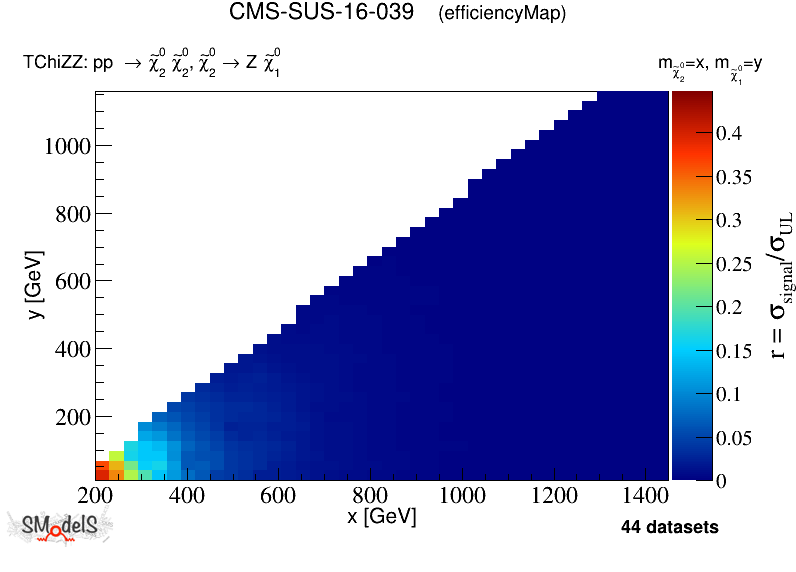 CMS-SUS-16-039 (efficiencyMap)
TChiZZ: pp → χ̃⁰₂ χ̃⁰₂, χ̃⁰₂ → Z χ̃⁰₁
m_χ̃⁰₂=x, m_χ̃⁰₁=y
1000
800
600
400
200
y [GeV]
0.4
0.35
0.3
0.25
0.2
0.15
0.1
0.05
0
r = σ_signal/σ_UL
200 400 600 800 1000 1200 1400
x [GeV]
SModelS
44 datasets